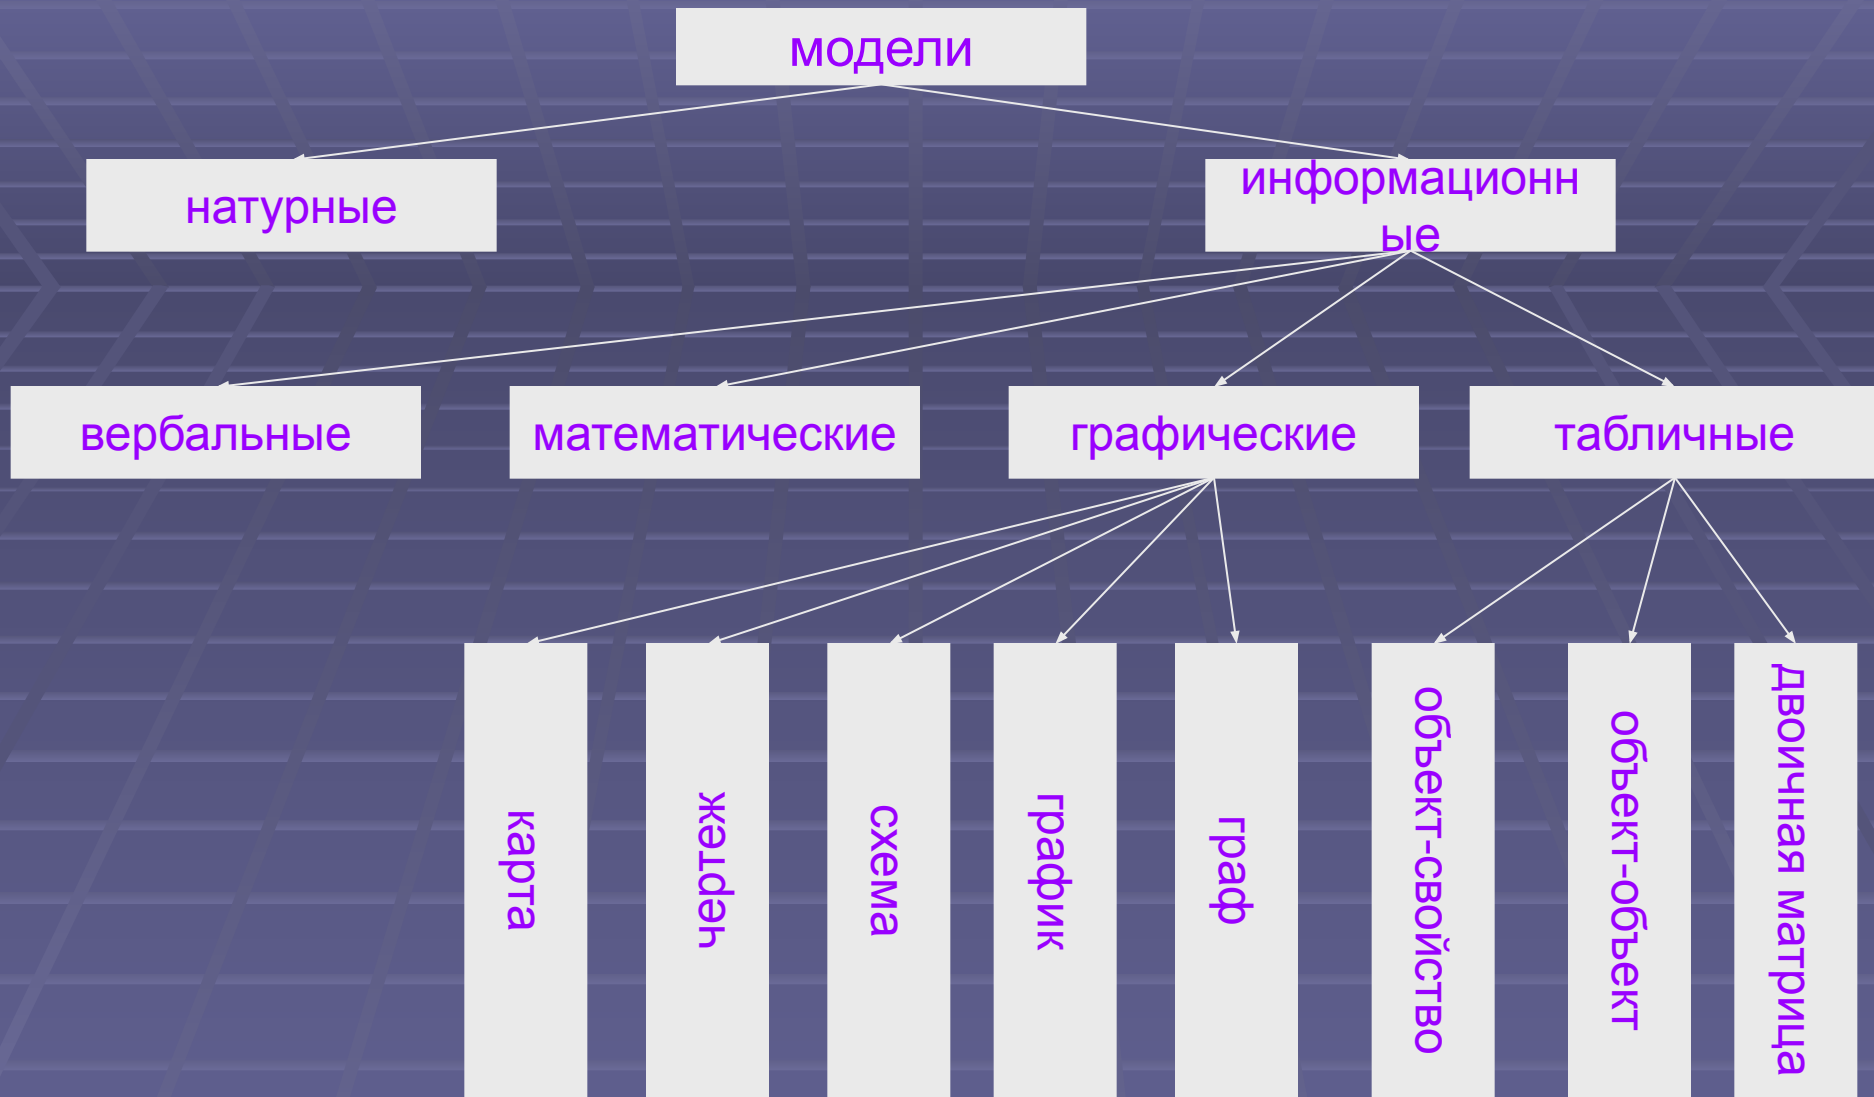 модели
натурные
информационн
ые
вербальные
математические
графические
табличные
карта
чертеж
схема
график
граф
объект-свойство
объект-объект
двоичная матрица